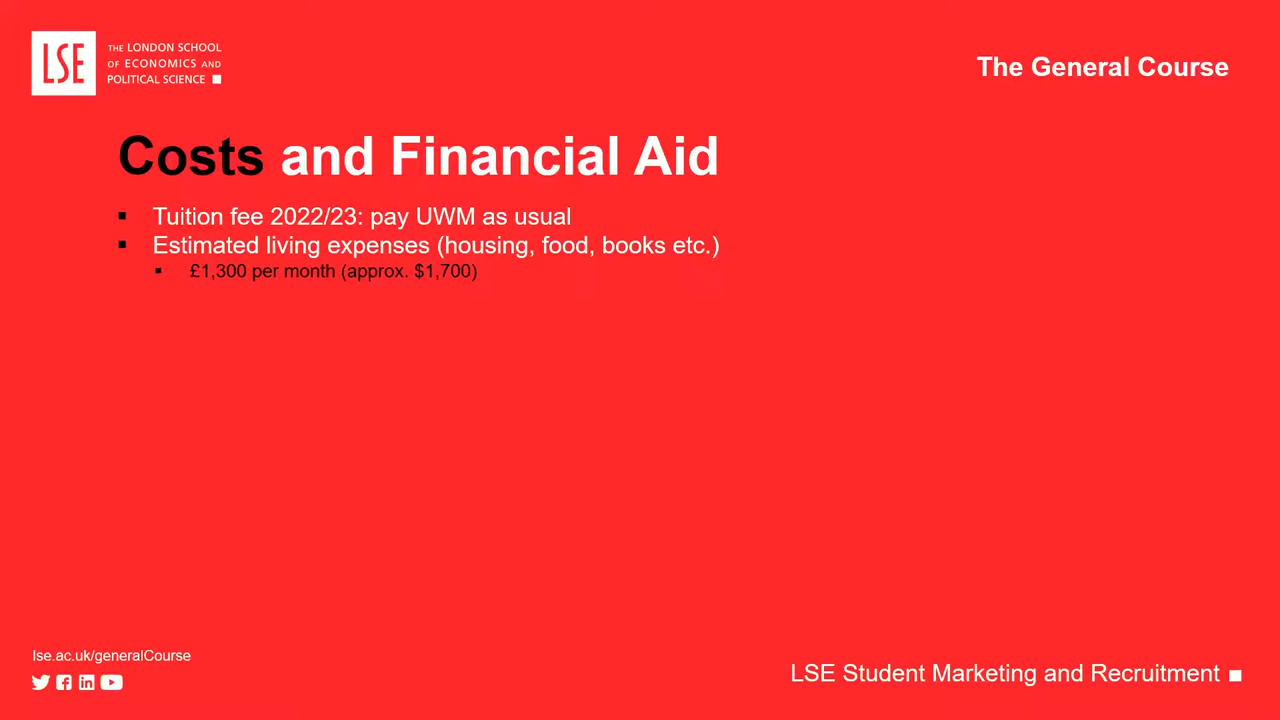 LSE
THE LONDON SCHOOL
OF ECONOMICS AND
POLITICAL SCIENCE
The General Course
Costs and Financial Aid
Tuition fee 2022/23: pay UWM as usual
Estimated living expenses (housing, food, books etc.)
£1,300 per month (approx. $1,700)
lse.ac.uk/generalCourse
LSE Student Marketing and Recruitment